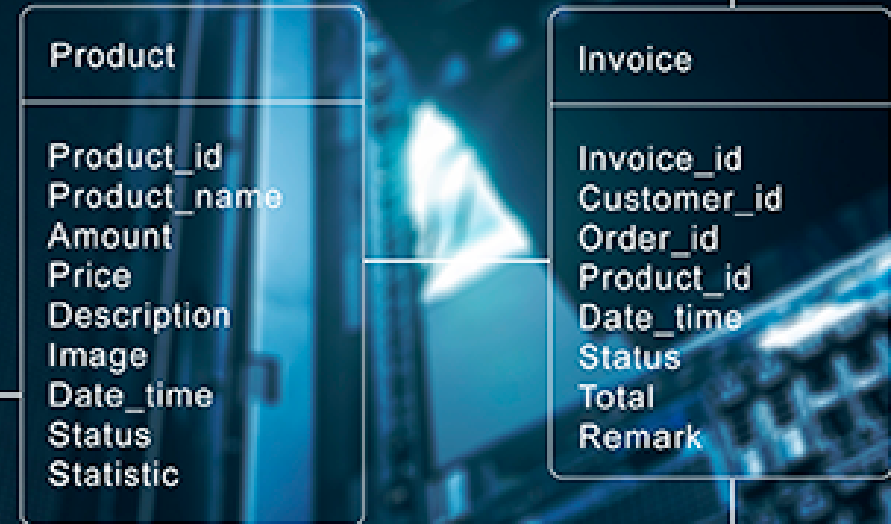 Product
Product_id
Product_name
Amount
Price
Description
Image
Date_time
Status
Statistic
Invoice
Invoice_id
Customer_id
Order_id
Product_id
Date_time
Status
Total
Remark